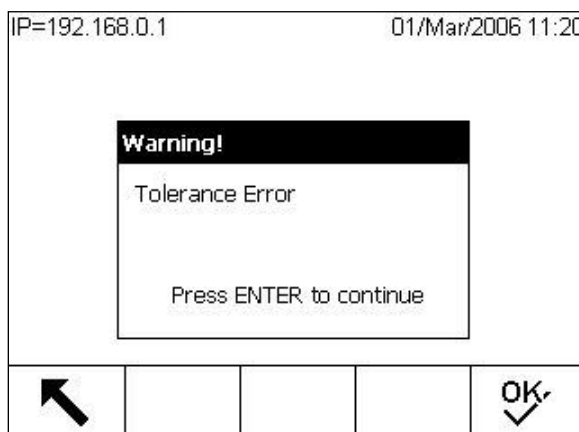 IP=192.168.0.1 01/Mar/2006 11:20
Warning!
Tolerance Error
Press ENTER to continue
OK